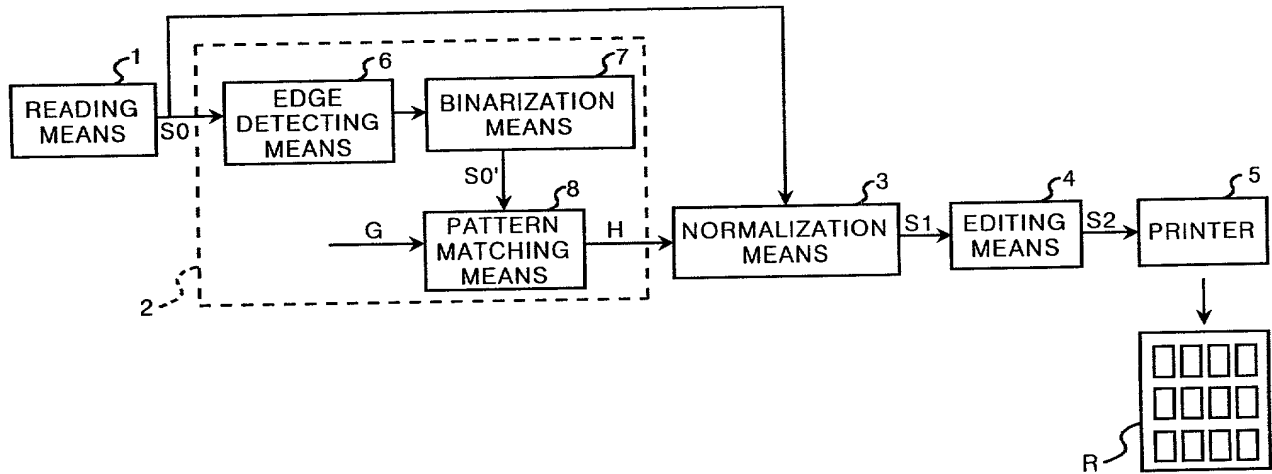 1
READING
MEANS
S0
6
EDGE
DETECTING
MEANS
7
BINARIZATION
MEANS
S0'
G
8
PATTERN
MATCHING
MEANS
H
2
3
NORMALIZATION
MEANS
S1
4
EDITING
MEANS
S2
5
PRINTER
R